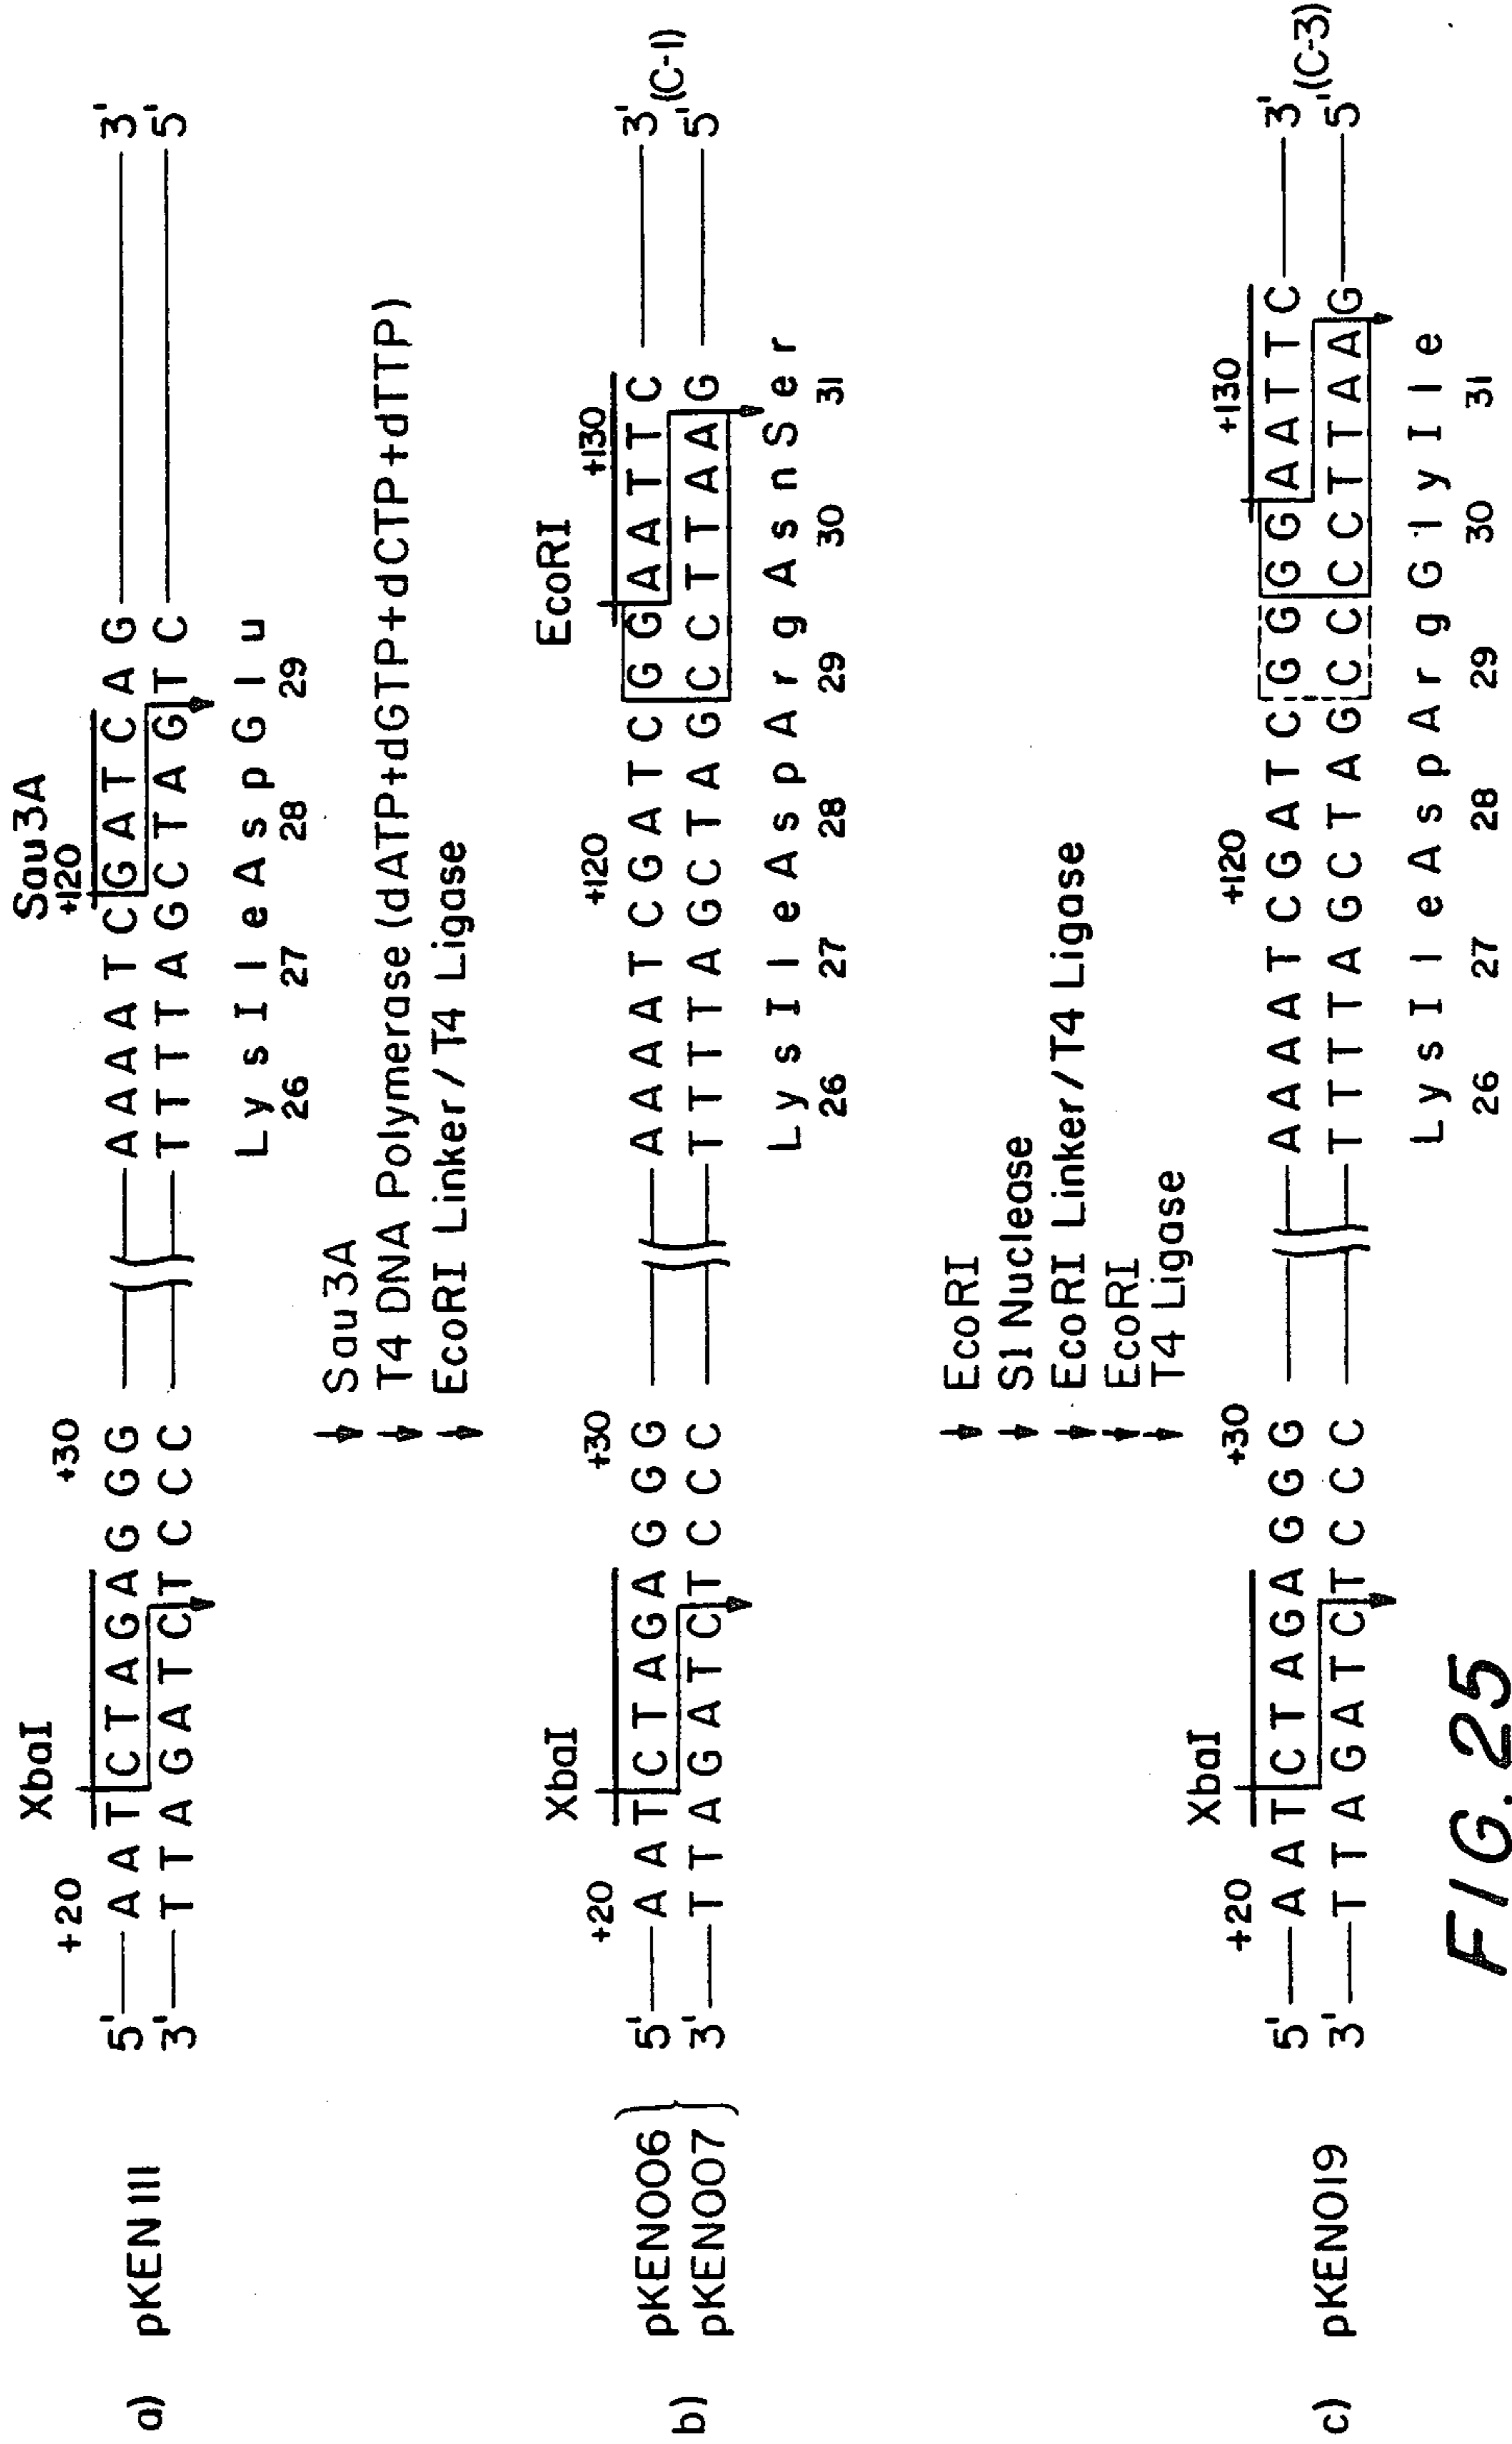 a) pKEN111
XbaI Sau3A
+20 +30 +120
5' A A T C T A G A G G G A A A A T C G A T C A G 3'
3' T T A G A T C T C C C T T T T A G C T A G T C 5'
Lys Ile Asp Glu
26 27 28 29
Sau3A
T4 DNA Polymerase (dATP+dGTP+dCTP+dTTP)
EcoRI Linker/T4 Ligase
b) pKEN006
pKEN007
XbaI EcoRI
+20 +30 +120 +130
5' A A T C T A G A G G G A A A A T C G A T C G G A A T T C 3'
(C-1)
3' T T A G A T C T C C C T T T T A G C T A G C C T T A A G 5'
Lys Ile Asp Arg Asn Ser
26 27 28 29 30 31
EcoRI
S1 Nuclease
EcoRI Linker/T4 Ligase
EcoRI
T4 Ligase
c) pKEN019
XbaI
+20 +30 +120 +130
5' A A T C T A G A G G G A A A A T C G A T C G G G G A A T T C 3'
(C-3)
3' T T A G A T C T C C C T T T T A G C T A G C C C C T T A A G 5'
Lys Ile Asp Arg Gly Ile
26 27 28 29 30 31
FIG. 25